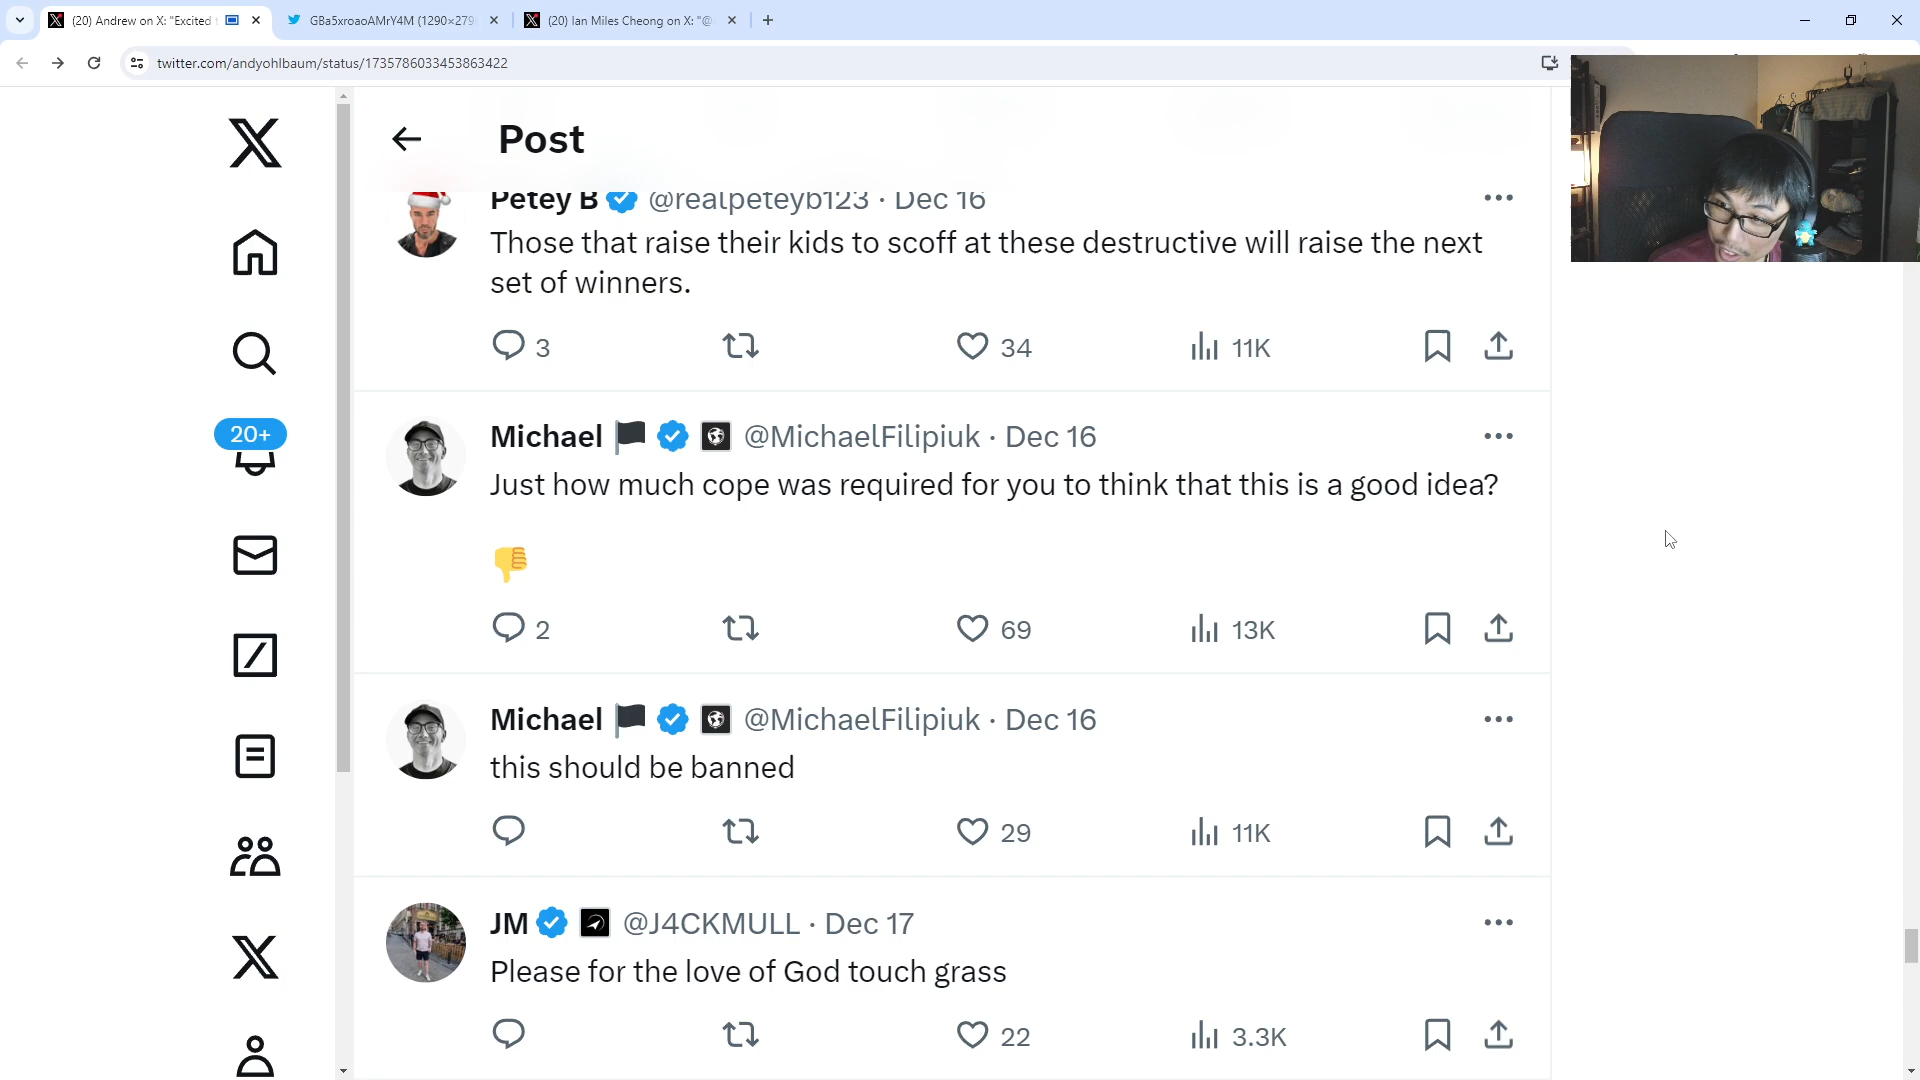 (20) Andrew on X: "Excited
GBa5xroaoAMrY4M (1290×279
(20) Ian Miles Cheong on X: "@
twitter.com/andyohlbaum/status/1735786033453863422
Post
Petey B @realpeteyb123 · Dec 16
Those that raise their kids to scoff at these destructive will raise the next
set of winners.
3 34 11K
20+
Michael @MichaelFilipiuk · Dec 16
Just how much cope was required for you to think that this is a good idea?
2 69 13K
Michael @MichaelFilipiuk · Dec 16
this should be banned
29 11K
JM @J4CKMULL · Dec 17
Please for the love of God touch grass
22 3.3K